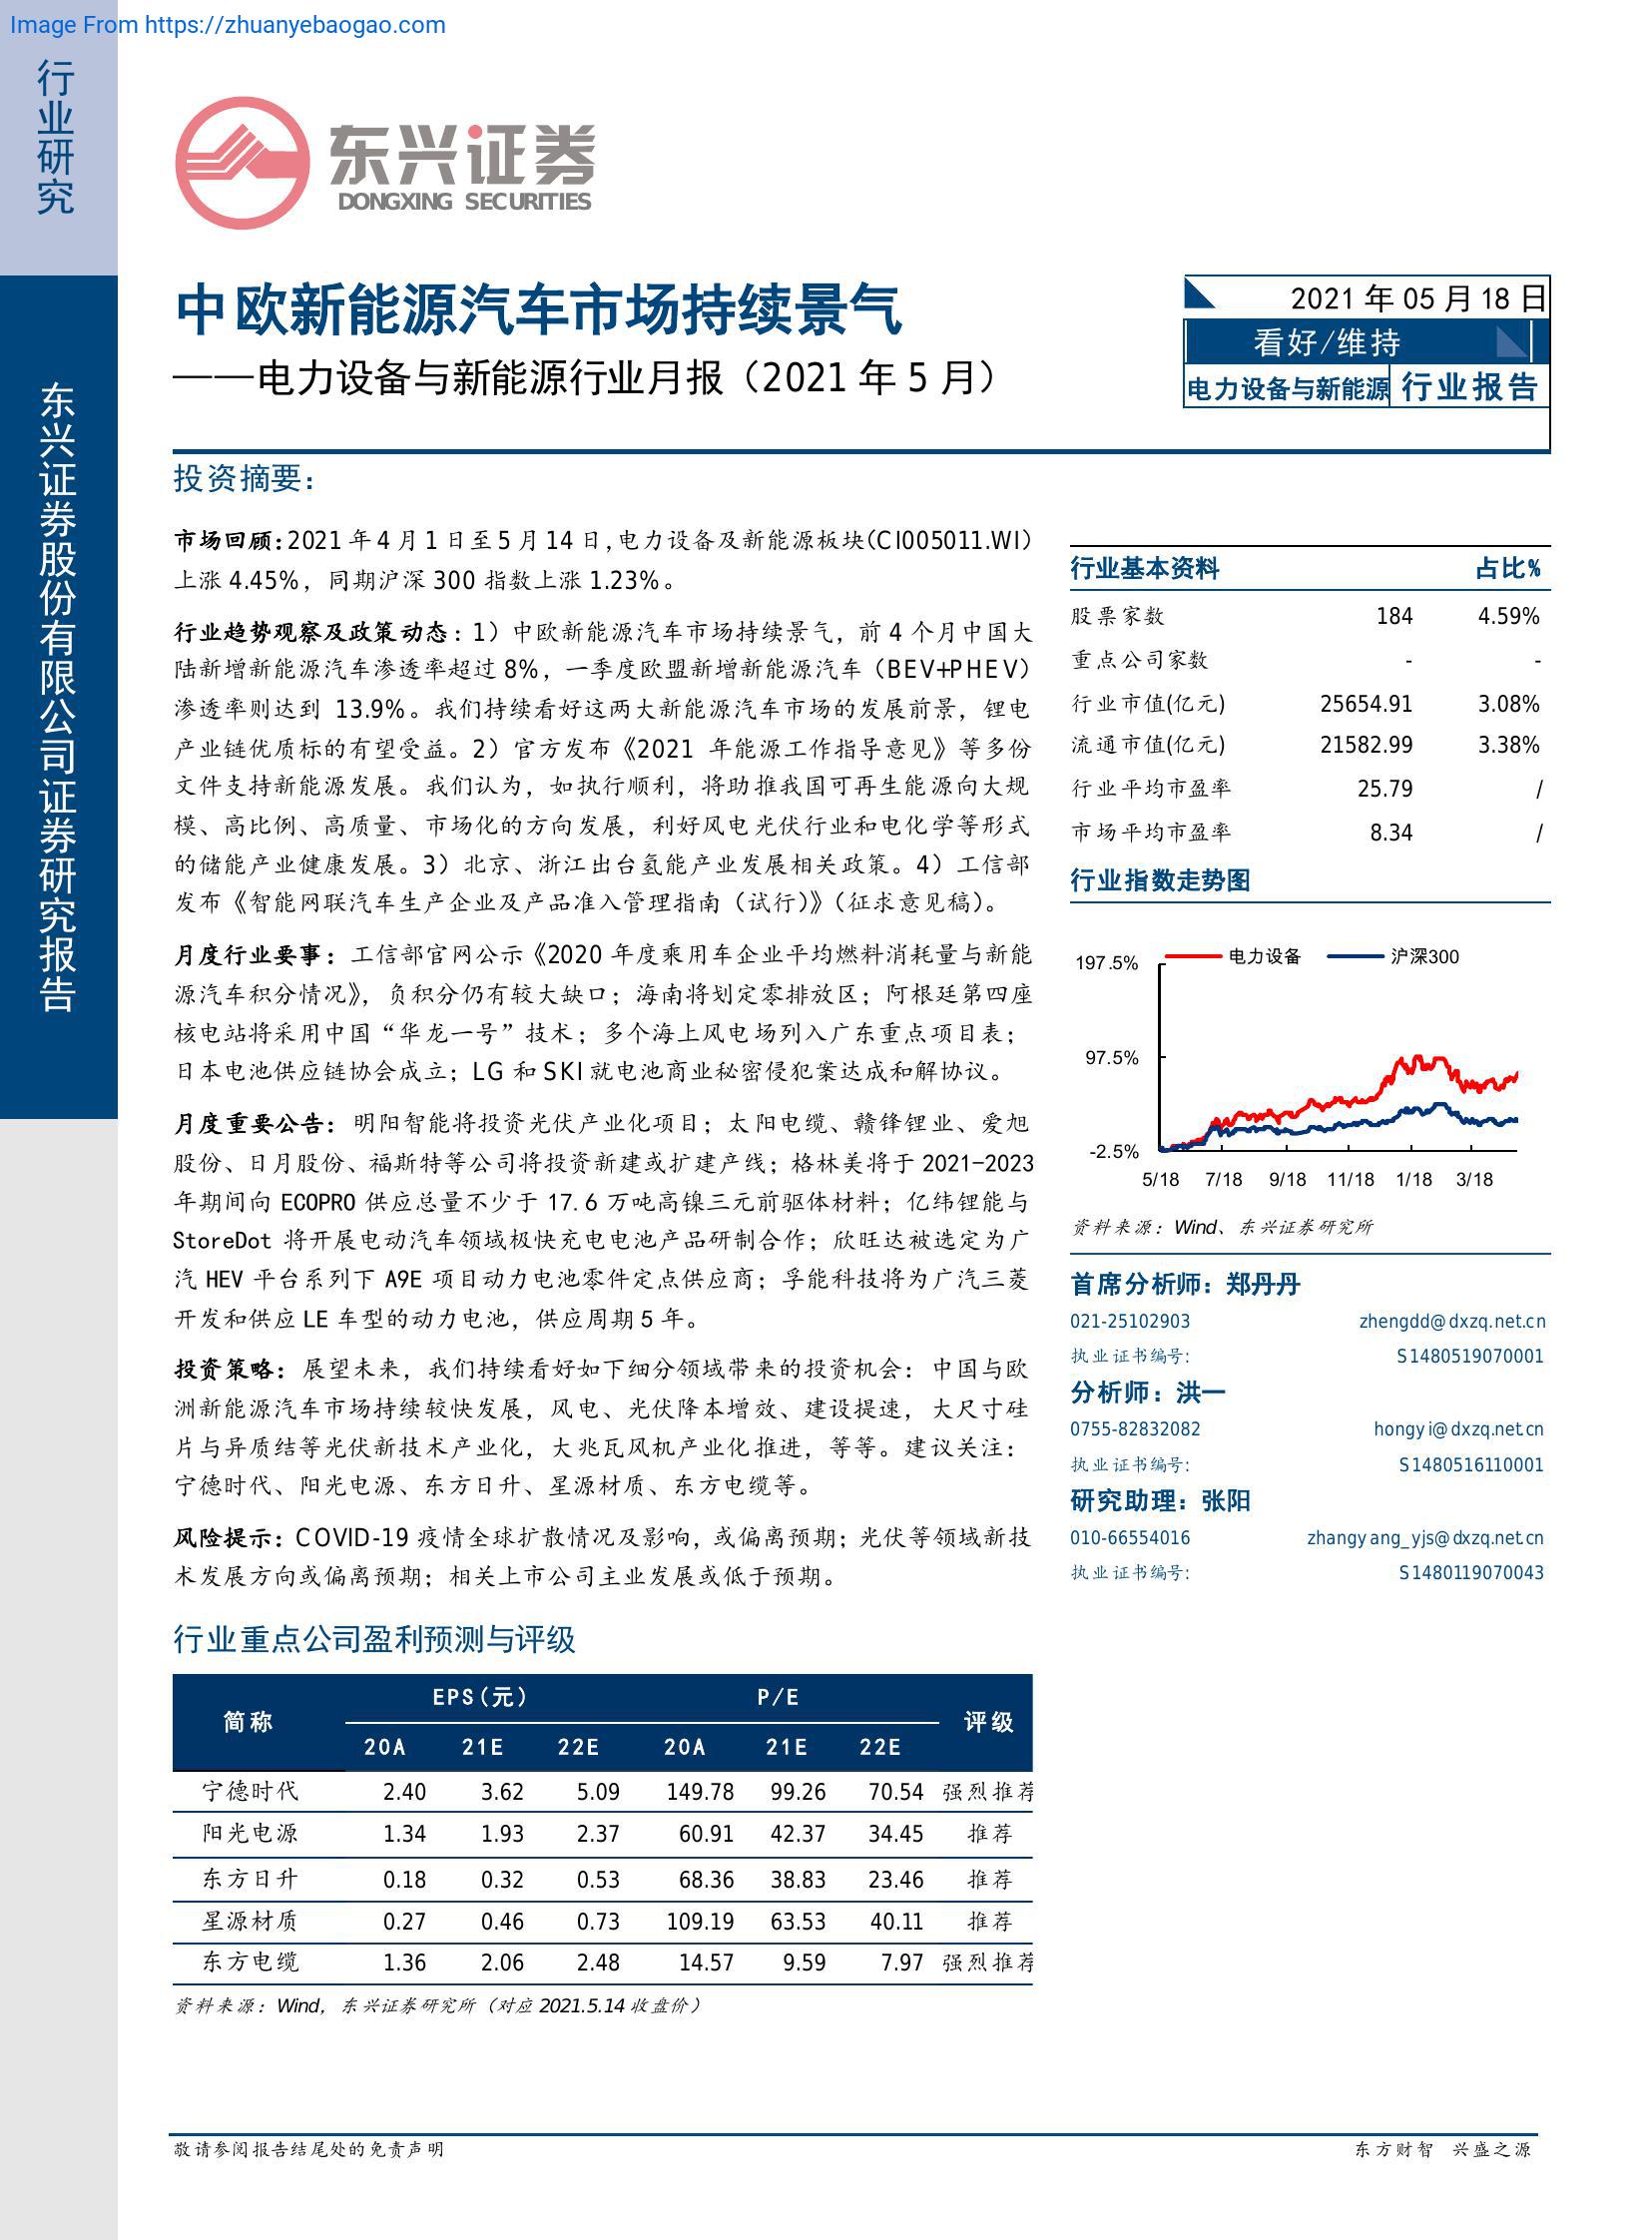 Image From https://zhuanyebaogao.com
行业研究
东兴证券股份有限公司证券研究报告
东兴证券
DONGXING SECURITIES
中欧新能源汽车市场持续景气
——电力设备与新能源行业月报（2021 年 5 月）
2021 年 05 月 18 日
看好/维持
电力设备与新能源 行业报告
投资摘要：
市场回顾：2021 年 4 月 1 日至 5 月 14 日，电力设备及新能源板块（CI005011.WI）
上涨 4.45%，同期沪深 300 指数上涨 1.23%。
行业趋势观察及政策动态：1）中欧新能源汽车市场持续景气，前 4 个月中国大
陆新增新能源汽车渗透率超过 8%，一季度欧盟新增新能源汽车（BEV+PHEV）
渗透率则达到 13.9%。我们持续看好这两大新能源汽车市场的发展前景，锂电
产业链优质标的有望受益。2）官方发布《2021 年能源工作指导意见》等多份
文件支持新能源发展。我们认为，如执行顺利，将助推我国可再生能源向大规
模、高比例、高质量、市场化的方向发展，利好风电光伏行业和电化学等形式
的储能产业健康发展。3）北京、浙江出台氢能产业发展相关政策。4）工信部
发布《智能网联汽车生产企业及产品准入管理指南（试行）》（征求意见稿）。
月度行业要事：工信部官网公示《2020 年度乘用车企业平均燃料消耗量与新能
源汽车积分情况》，负积分仍有较大缺口；海南将划定零排放区；阿根廷第四座
核电站将采用中国“华龙一号”技术；多个海上风电场列入广东重点项目表；
日本电池供应链协会成立；LG 和 SKI 就电池商业秘密侵犯案达成和解协议。
月度重要公告：明阳智能将投资光伏产业化项目；太阳电缆、赣锋锂业、爱旭
股份、日月股份、福斯特等公司将投资新建或扩建产线；格林美将于 2021-2023
年期间向 ECOPRO 供应总量不少于 17.6 万吨高镍三元前驱体材料；亿纬锂能与
StoreDot 将开展电动汽车领域极快充电电池产品研制合作；欣旺达被选定为广
汽 HEV 平台系列下 A9E 项目动力电池零件定点供应商；孚能科技将为广汽三菱
开发和供应 LE 车型的动力电池，供应周期 5 年。
投资策略：展望未来，我们持续看好如下细分领域带来的投资机会：中国与欧
洲新能源汽车市场持续较快发展，风电、光伏降本增效、建设提速，大尺寸硅
片与异质结等光伏新技术产业化，大兆瓦风机产业化推进，等等。建议关注：
宁德时代、阳光电源、东方日升、星源材质、东方电缆等。
风险提示：COVID-19 疫情全球扩散情况及影响，或偏离预期；光伏等领域新技
术发展方向或偏离预期；相关上市公司主业发展或低于预期。
行业重点公司盈利预测与评级
简称 EPS(元) P/E 评级
20A 21E 22E 20A 21E 22E
宁德时代 2.40 3.62 5.09 149.78 99.26 70.54 强烈推荐
阳光电源 1.34 1.93 2.37 60.91 42.37 34.45 推荐
东方日升 0.18 0.32 0.53 68.36 38.83 23.46 推荐
星源材质 0.27 0.46 0.73 109.19 63.53 40.11 推荐
东方电缆 1.36 2.06 2.48 14.57 9.59 7.97 强烈推荐
资料来源：Wind，东兴证券研究所（对应 2021.5.14 收盘价）
行业基本资料 占比%
股票家数 184 4.59%
重点公司家数 - -
行业市值(亿元) 25654.91 3.08%
流通市值(亿元) 21582.99 3.38%
行业平均市盈率 25.79 /
市场平均市盈率 8.34 /
行业指数走势图
电力设备 沪深300
197.5%
97.5%
-2.5%
5/18 7/18 9/18 11/18 1/18 3/18
资料来源：Wind、东兴证券研究所
首席分析师：郑丹丹
021-25102903 zhengdd@dxzq.net.cn
执业证书编号: S1480519070001
分析师：洪一
0755-82832082 hongyi@dxzq.net.cn
执业证书编号: S1480516110001
研究助理：张阳
010-66554016 zhangyang_yjs@dxzq.net.cn
执业证书编号: S1480119070043
敬请参阅报告结尾处的免责声明
东方财智 兴盛之源